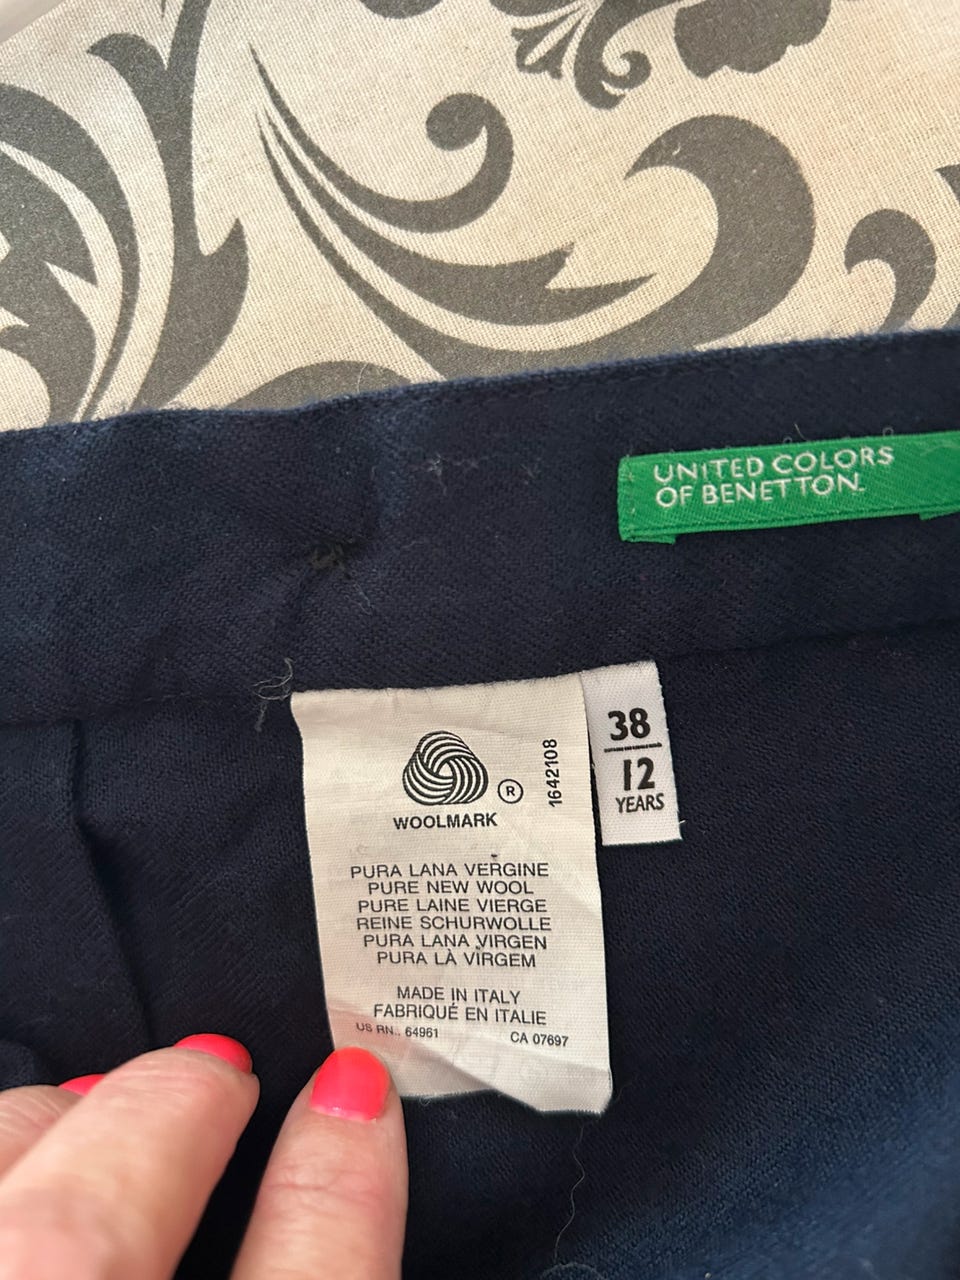 UNITED COLORS
OF BENETTON.
38
12
YEARS
®
WOOLMARK
1642108
PURA LANA VERGINE
PURE NEW WOOL
PURE LAINE VIERGE
REINE SCHURWOLLE
PURA LANA VIRGEN
PURA LÀ VIRGEM
MADE IN ITALY
FABRIQUÉ EN ITALIE
US RN.. 64961 CA 07697